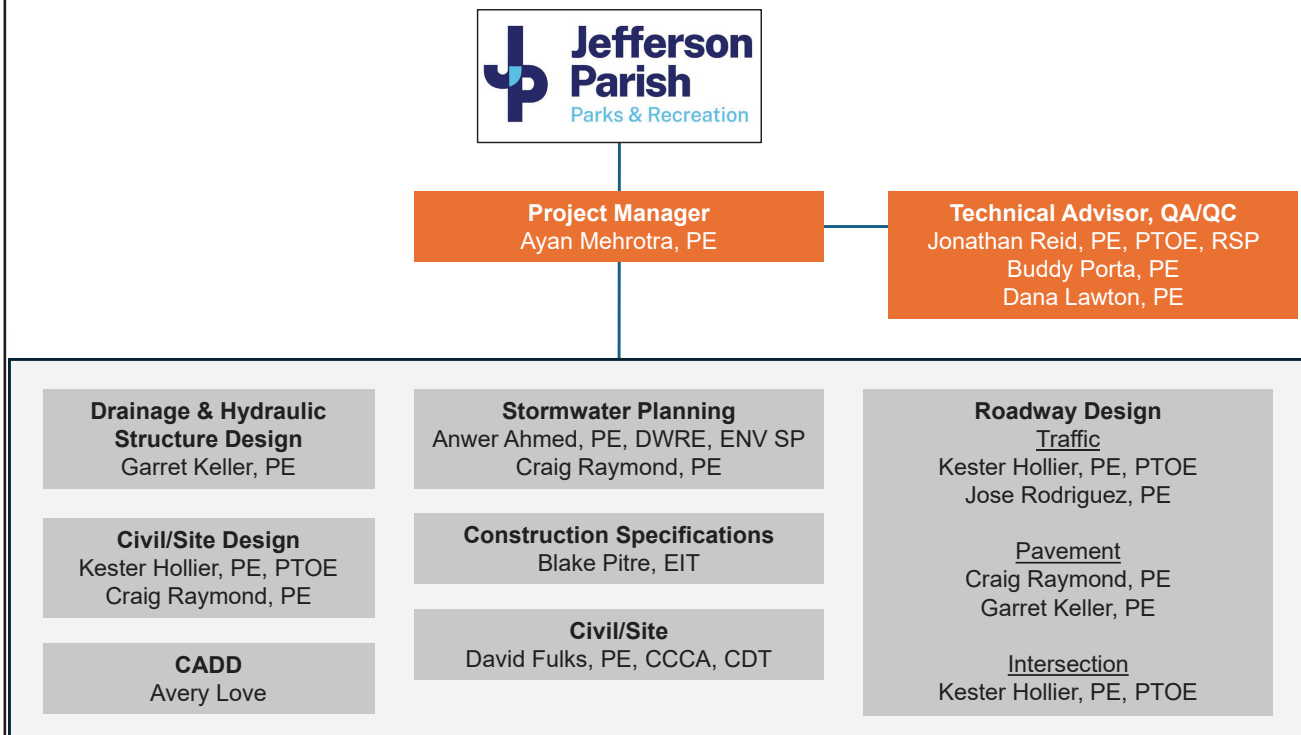 JP
Jefferson
Parish
Parks & Recreation
Project Manager
Ayan Mehrotra, PE
Technical Advisor, QA/QC
Jonathan Reid, PE, PTOE, RSP
Buddy Porta, PE
Dana Lawton, PE
Drainage & Hydraulic
Structure Design
Garret Keller, PE
Civil/Site Design
Kester Hollier, PE, PTOE
Craig Raymond, PE
CADD
Avery Love
Stormwater Planning
Anwer Ahmed, PE, DWRE, ENV SP
Craig Raymond, PE
Construction Specifications
Blake Pitre, EIT
Civil/Site
David Fulks, PE, CCCA, CDT
Roadway Design
Traffic
Kester Hollier, PE, PTOE
Jose Rodriguez, PE
Pavement
Craig Raymond, PE
Garret Keller, PE
Intersection
Kester Hollier, PE, PTOE